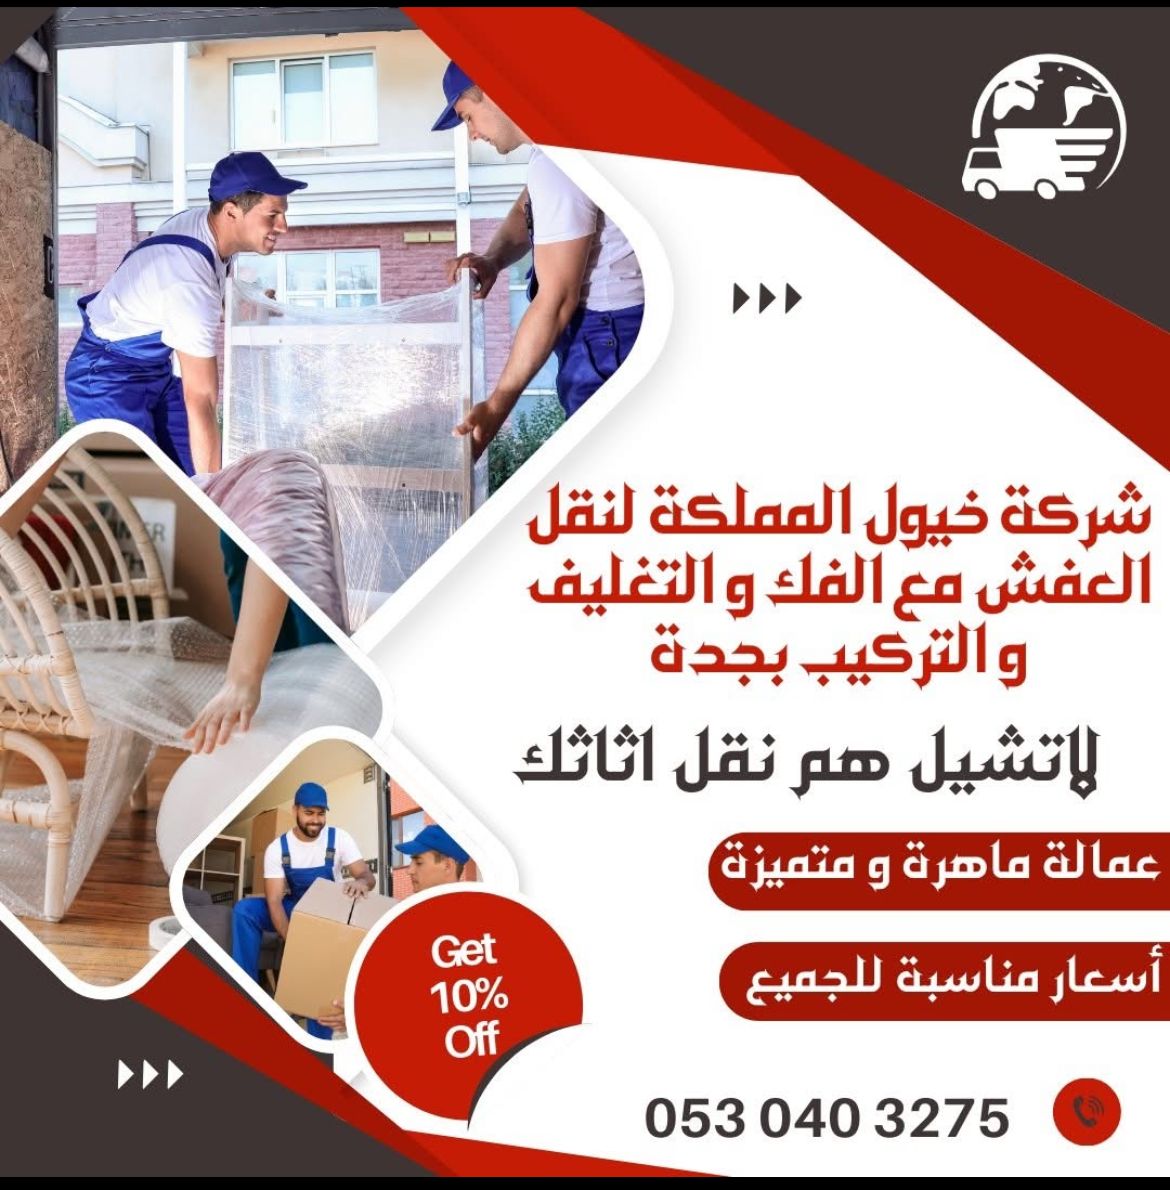 شركة خيول المملكة لنقل
العفش مع الفك و التغليف
و التركيب بجدة
لاتشيل هم نقل اثاثك
عمالة ماهرة و متميزة
أسعار مناسبة للجميع
Get
10%
Off
053 040 3275